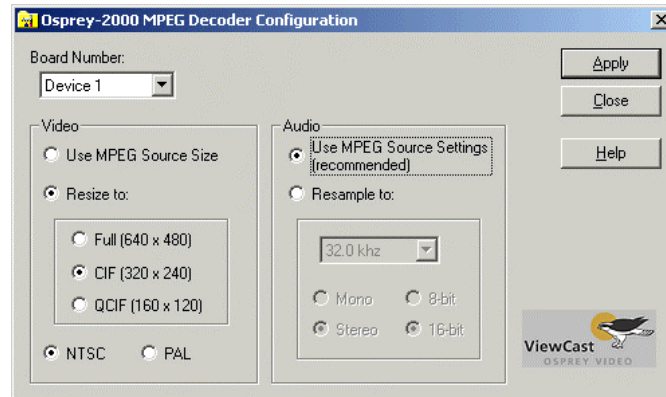 Osprey-2000 MPEG Decoder Configuration
Board Number:
Device 1
Apply
Close
Help
Video
Use MPEG Source Size
Resize to:
Full (640 x 480)
CIF (320 x 240)
QCIF (160 x 120)
NTSC
PAL
Audio
Use MPEG Source Settings
(recommended)
Resample to:
32.0 khz
Mono
8-bit
Stereo
16-bit
ViewCast
OSPREY VIDEO